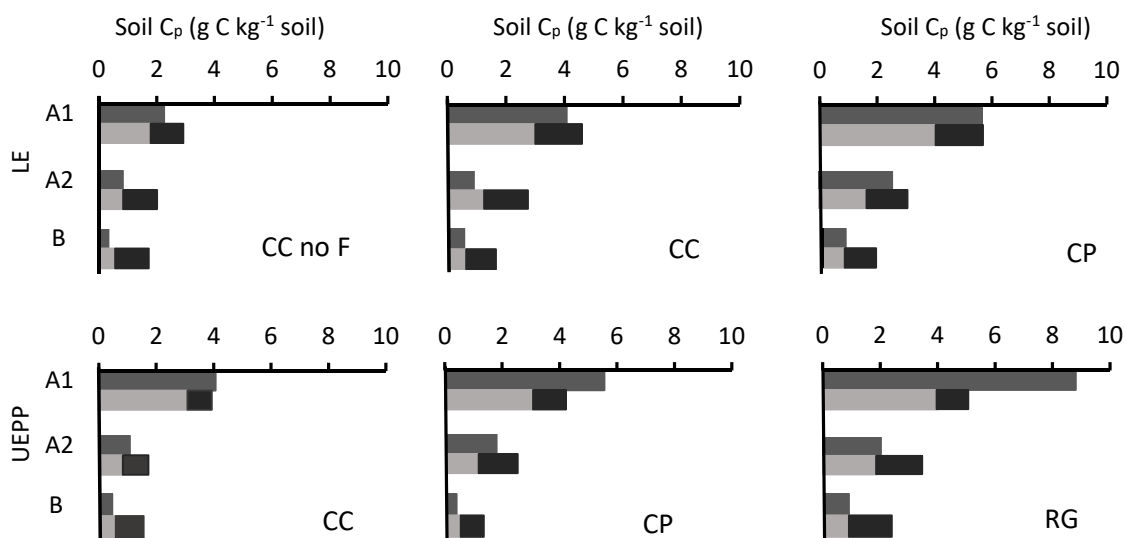 Soil Cₚ (g C kg⁻¹ soil) Soil Cₚ (g C kg⁻¹ soil) Soil Cₚ (g C kg⁻¹ soil)
0 2 4 6 8 10 0 2 4 6 8 10 0 2 4 6 8 10
A1
LE
A2
B
CC no F CC CP
0 2 4 6 8 10 0 2 4 6 8 10 0 2 4 6 8 10
A1
UEPP
A2
B
CC CP RG